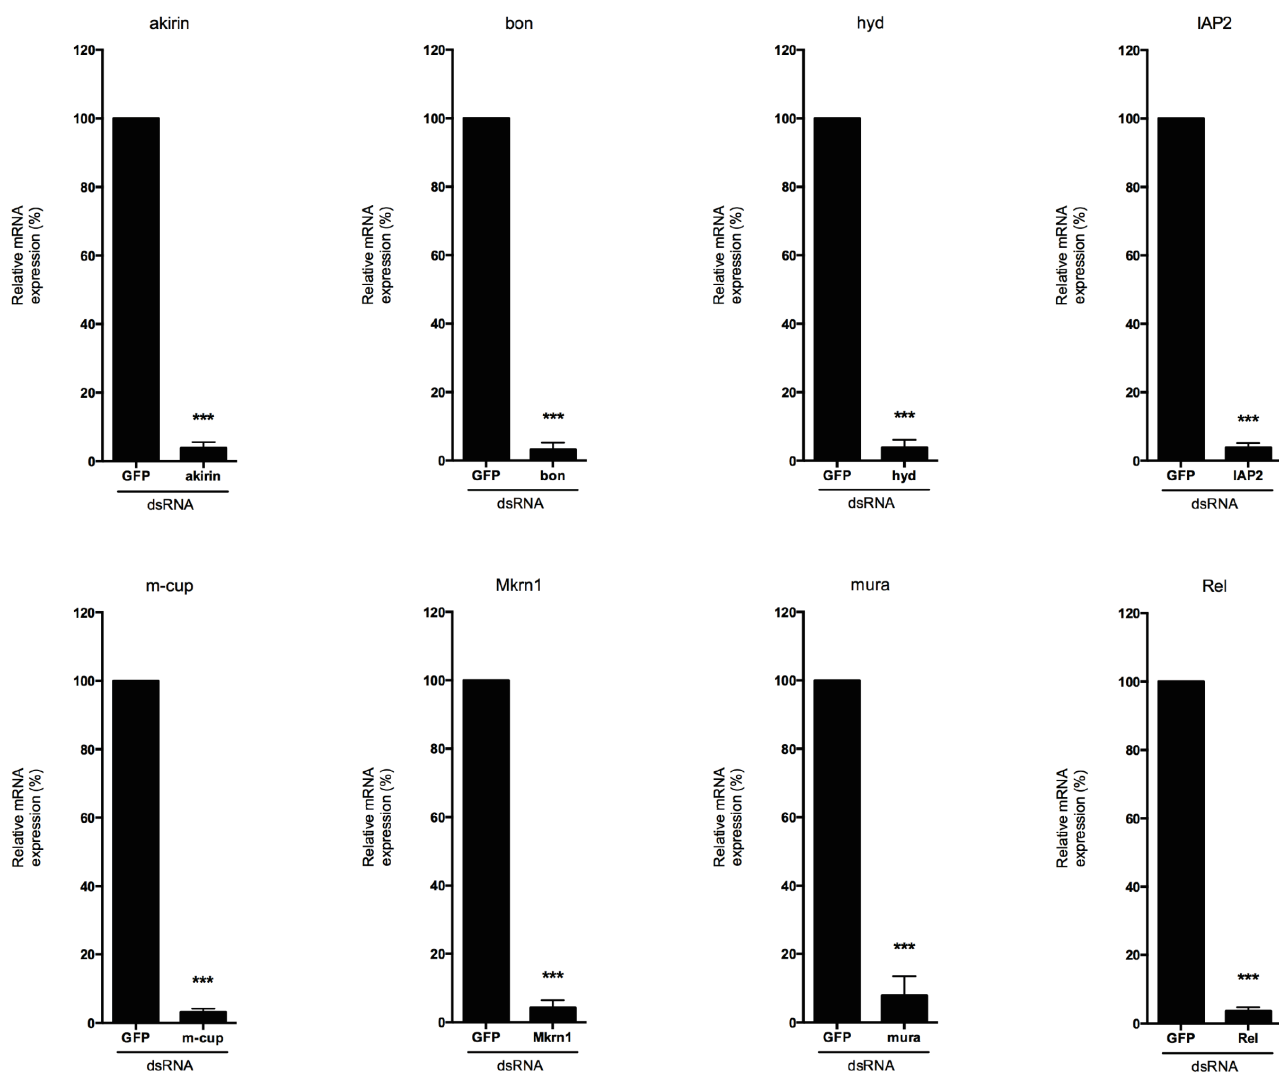 akirin
120
100
80
60
40
20
0
Relative mRNA
expression (%)
***
GFP akirin
dsRNA
bon
120
100
80
60
40
20
0
Relative mRNA
expression (%)
***
GFP bon
dsRNA
hyd
120
100
80
60
40
20
0
Relative mRNA
expression (%)
***
GFP hyd
dsRNA
IAP2
120
100
80
60
40
20
0
Relative mRNA
expression (%)
***
GFP IAP2
dsRNA
m-cup
120
100
80
60
40
20
0
Relative mRNA
expression (%)
***
GFP m-cup
dsRNA
Mkrn1
120
100
80
60
40
20
0
Relative mRNA
expression (%)
***
GFP Mkrn1
dsRNA
mura
120
100
80
60
40
20
0
Relative mRNA
expression (%)
***
GFP mura
dsRNA
Rel
120
100
80
60
40
20
0
Relative mRNA
expression (%)
***
GFP Rel
dsRNA